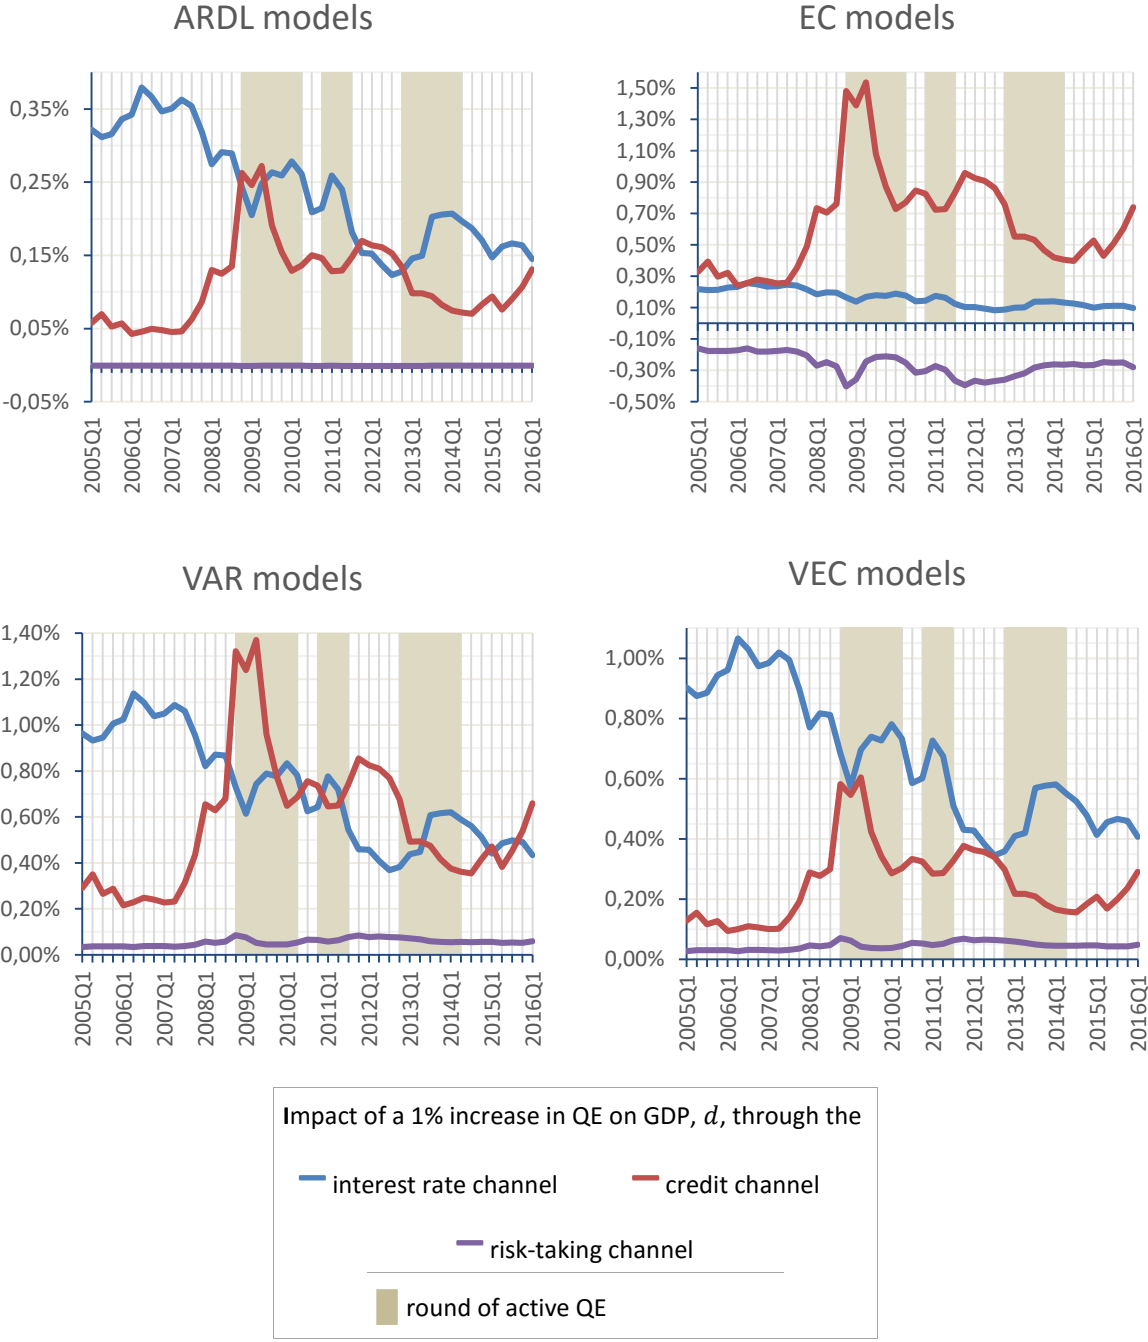 ARDL models
0,35%
0,25%
0,15%
0,05%
-0,05%
2005Q1
2006Q1
2007Q1
2008Q1
2009Q1
2010Q1
2011Q1
2012Q1
2013Q1
2014Q1
2015Q1
2016Q1
EC models
1,50%
1,30%
1,10%
0,90%
0,70%
0,50%
0,30%
0,10%
-0,10%
-0,30%
-0,50%
2005Q1
2006Q1
2007Q1
2008Q1
2009Q1
2010Q1
2011Q1
2012Q1
2013Q1
2014Q1
2015Q1
2016Q1
VAR models
1,40%
1,20%
1,00%
0,80%
0,60%
0,40%
0,20%
0,00%
2005Q1
2006Q1
2007Q1
2008Q1
2009Q1
2010Q1
2011Q1
2012Q1
2013Q1
2014Q1
2015Q1
2016Q1
VEC models
1,00%
0,80%
0,60%
0,40%
0,20%
0,00%
2005Q1
2006Q1
2007Q1
2008Q1
2009Q1
2010Q1
2011Q1
2012Q1
2013Q1
2014Q1
2015Q1
2016Q1
Impact of a 1% increase in QE on GDP, d, through the
interest rate channel
credit channel
risk-taking channel
round of active QE